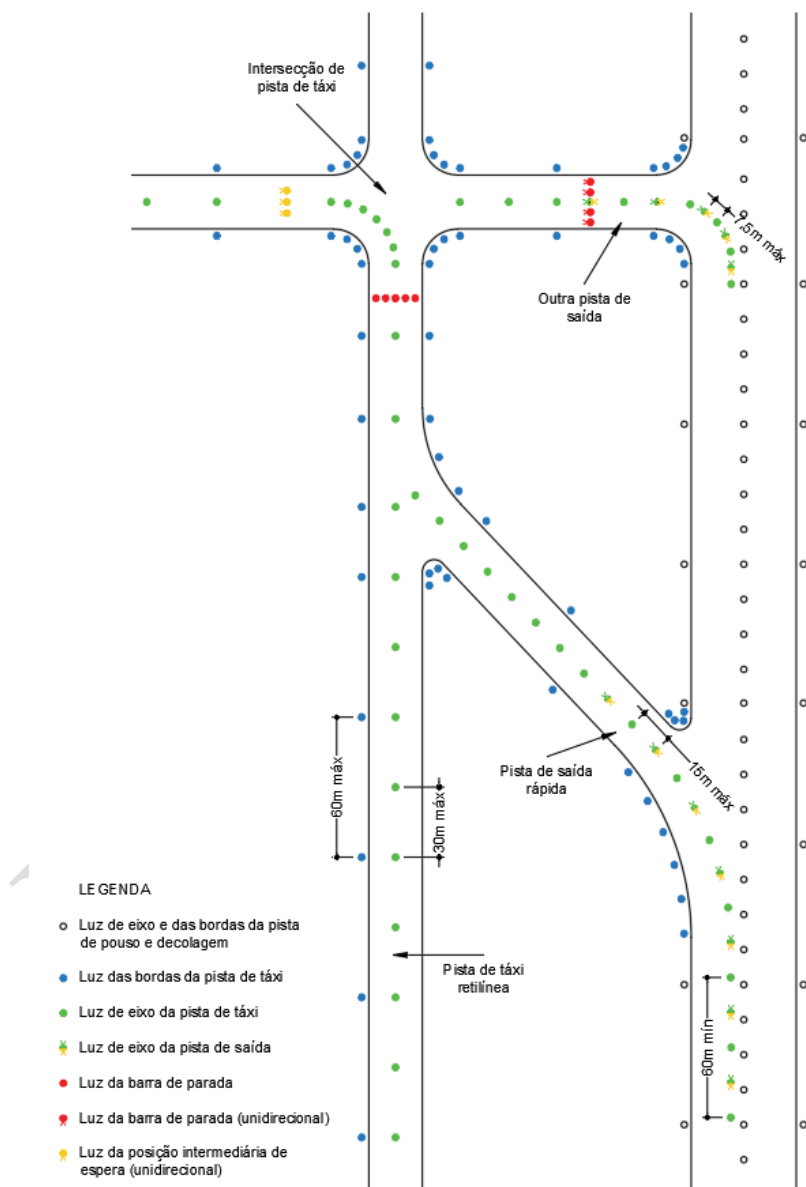 Intersecção de
pista de táxi
7,5m máx
Outra pista de
saída
15m máx
Pista de saída
rápida
60m máx
30m máx
Pista de táxi
retilínea
60m mín
LEGENDA
Luz de eixo e das bordas da pista
de pouso e decolagem
Luz das bordas da pista de táxi
Luz de eixo da pista de táxi
Luz de eixo da pista de saída
Luz da barra de parada
Luz da barra de parada (unidirecional)
Luz da posição intermediária de
espera (unidirecional)